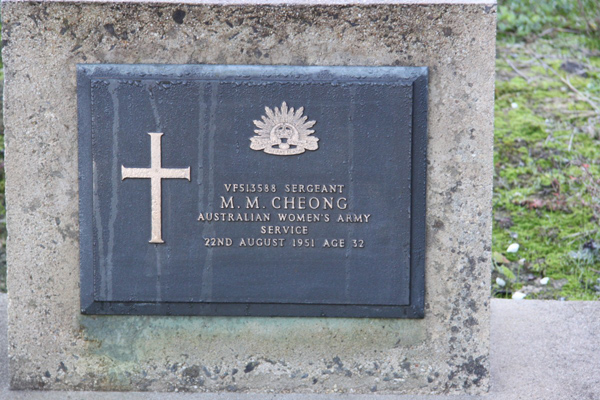 VF513588 SERGEANT
M. M. CHEONG
AUSTRALIAN WOMEN'S ARMY
SERVICE
22ND AUGUST 1951 AGE 32